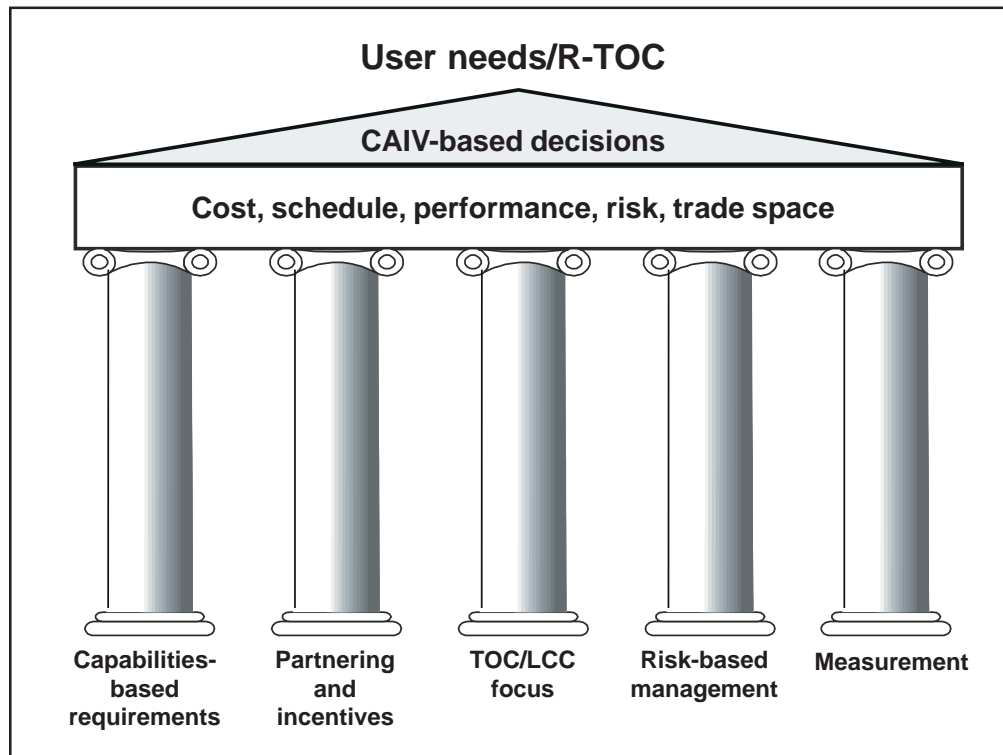 User needs/R-TOC
CAIV-based decisions
Cost, schedule, performance, risk, trade space
Capabilities-
based
requirements
Partnering
and
incentives
TOC/LCC
focus
Risk-based
management
Measurement